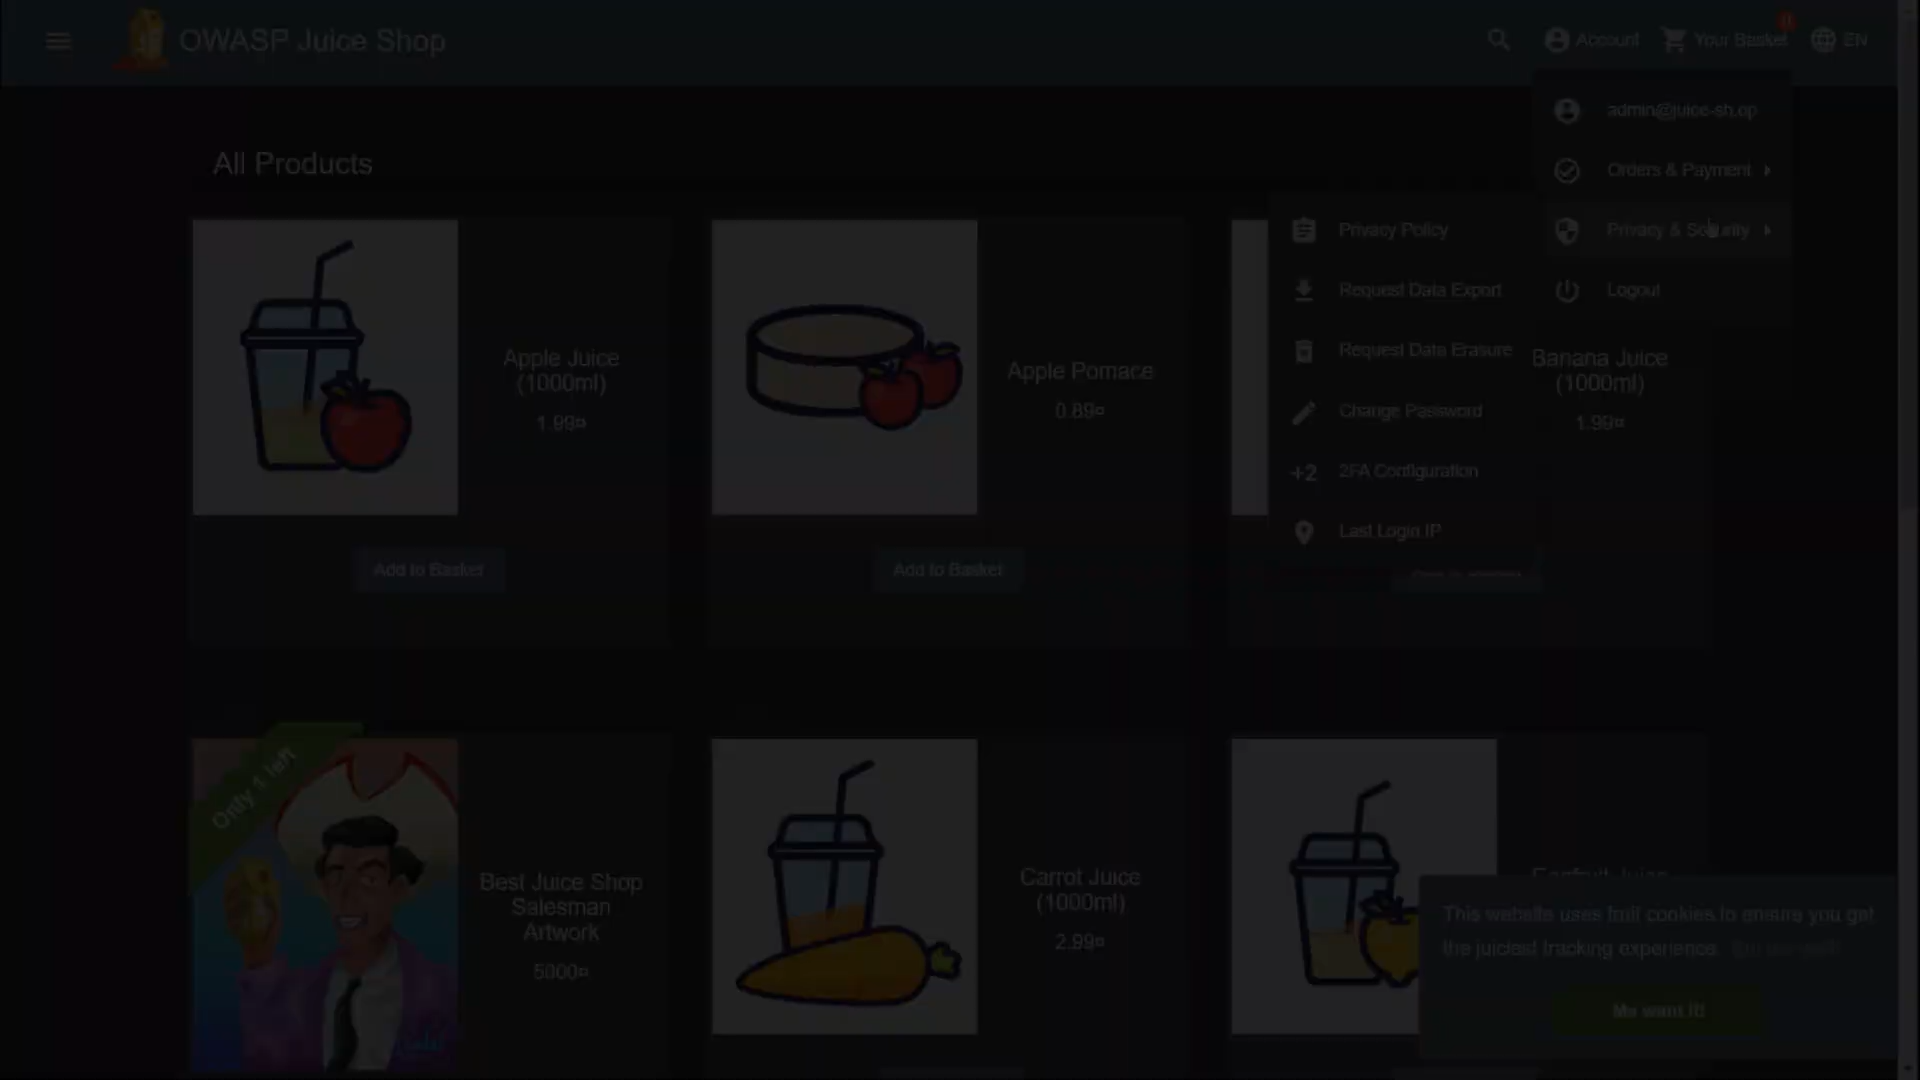 OWASP Juice Shop
Account
Your Basket
EN
admin@juice-sh.op
Orders & Payment
Privacy & Security
Logout
Privacy Policy
Request Data Export
Request Data Erasure
Change Password
+2 2FA Configuration
Last Login IP
All Products
Apple Juice
(1000ml)
1.99¤
Add to Basket
Apple Pomace
0.89¤
Add to Basket
Banana Juice
(1000ml)
1.99¤
Only 1 left
Best Juice Shop
Salesman
Artwork
5000¤
Carrot Juice
(1000ml)
2.99¤
This website uses fruit cookies to ensure you get
the juiciest tracking experience.
Me want it!